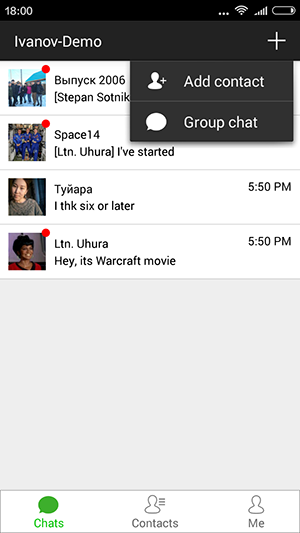 18:00
Ivanov-Demo
Add contact
Group chat
Выпуск 2006
[Stepan Sotnik
Space14
[Ltn. Uhura] I've started
Туйара
5:50 PM
I thk six or later
Ltn. Uhura
5:50 PM
Hey, its Warcraft movie
Chats
Contacts
Me